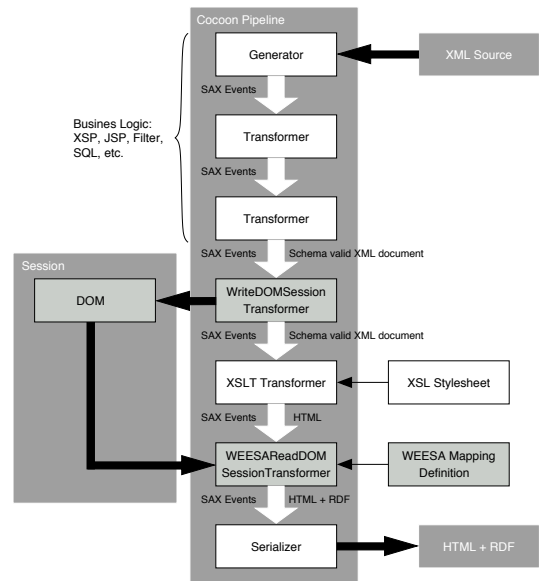 Cocoon Pipeline
Generator
XML Source
SAX Events
Busines Logic:
XSP, JSP, Filter,
SQL, etc.
Transformer
SAX Events
Transformer
SAX Events
Schema valid XML document
Session
DOM
WriteDOMSession
Transformer
SAX Events
Schema valid XML document
XSLT Transformer
XSL Stylesheet
SAX Events
HTML
WEESAReadDOM
SessionTransformer
WEESA Mapping
Definition
SAX Events
HTML + RDF
Serializer
HTML + RDF